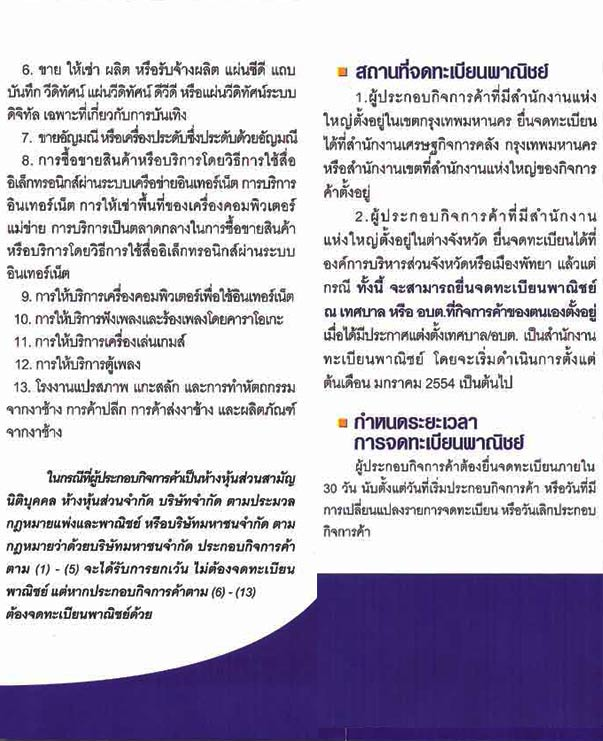 6. ขาย ให้เช่า ผลิต หรือรับจ้างผลิต แผ่นซีดี แถบ
บันทึก วีดิทัศน์ แผ่นวีดิทัศน์ ดีวีดี หรือแผ่นวีดิทัศน์ระบบ
ดิจิทัล เฉพาะที่เกี่ยวกับการบันเทิง
7. ขายอัญมณี หรือเครื่องประดับซึ่งประดับด้วยอัญมณี
8. การซื้อขายสินค้าหรือบริการโดยวิธีการใช้สื่อ
อิเล็กทรอนิกส์ผ่านระบบเครือข่ายอินเทอร์เน็ต การบริการ
อินเทอร์เน็ต การให้เช่าพื้นที่ของเครื่องคอมพิวเตอร์
แม่ข่าย การบริการเป็นตลาดกลางในการซื้อขายสินค้า
หรือบริการโดยวิธีการใช้สื่ออิเล็กทรอนิกส์ผ่านระบบ
อินเทอร์เน็ต
9. การให้บริการเครื่องคอมพิวเตอร์เพื่อใช้อินเทอร์เน็ต
10. การให้บริการฟังเพลงและร้องเพลงโดยคาราโอเกะ
11. การให้บริการเครื่องเล่นเกมส์
12. การให้บริการตู้เพลง
13. โรงงานแปรสภาพ แกะสลัก และการทำหัตถกรรม
จากงาช้าง การค้าปลีก การค้าส่งงาช้าง และผลิตภัณฑ์
จากงาช้าง
ในกรณีที่ผู้ประกอบกิจการค้าเป็นห้างหุ้นส่วนสามัญ
นิติบุคคล ห้างหุ้นส่วนจำกัด บริษัทจำกัด ตามประมวล
กฎหมายแพ่งและพาณิชย์ หรือบริษัทมหาชนจำกัด ตาม
กฎหมายว่าด้วยบริษัทมหาชนจำกัด ประกอบกิจการค้า
ตาม (1) - (5) จะได้รับการยกเว้น ไม่ต้องจดทะเบียน
พาณิชย์ แต่หากประกอบกิจการค้าตาม (6) - (13)
ต้องจดทะเบียนพาณิชย์ด้วย
สถานที่จดทะเบียนพาณิชย์
1.ผู้ประกอบกิจการค้าที่มีสำนักงานแห่ง
ใหญ่ตั้งอยู่ในเขตกรุงเทพมหานคร ยื่นจดทะเบียน
ได้ที่สำนักงานเศรษฐกิจการคลัง กรุงเทพมหานคร
หรือสำนักงานเขตที่สำนักงานแห่งใหญ่ของกิจการ
ค้าตั้งอยู่
2.ผู้ประกอบกิจการค้าที่มีสำนักงาน
แห่งใหญ่ตั้งอยู่ในต่างจังหวัด ยื่นจดทะเบียนได้ที่
องค์การบริหารส่วนจังหวัดหรือเมืองพัทยา แล้วแต่
กรณี ทั้งนี้ จะสามารถยื่นจดทะเบียนพาณิชย์
ณ เทศบาล หรือ อบต.ที่กิจการค้าของตนเองตั้งอยู่
เมื่อได้มีประกาศแต่งตั้งเทศบาล/อบต. เป็นสำนักงาน
ทะเบียนพาณิชย์ โดยจะเริ่มดำเนินการตั้งแต่
ต้นเดือน มกราคม 2554 เป็นต้นไป
กำหนดระยะเวลา
การจดทะเบียนพาณิชย์
ผู้ประกอบกิจการค้าต้องยื่นจดทะเบียนภายใน
30 วัน นับตั้งแต่วันที่เริ่มประกอบกิจการค้า หรือวันที่มี
การเปลี่ยนแปลงรายการจดทะเบียน หรือวันเลิกประกอบ
กิจการค้า